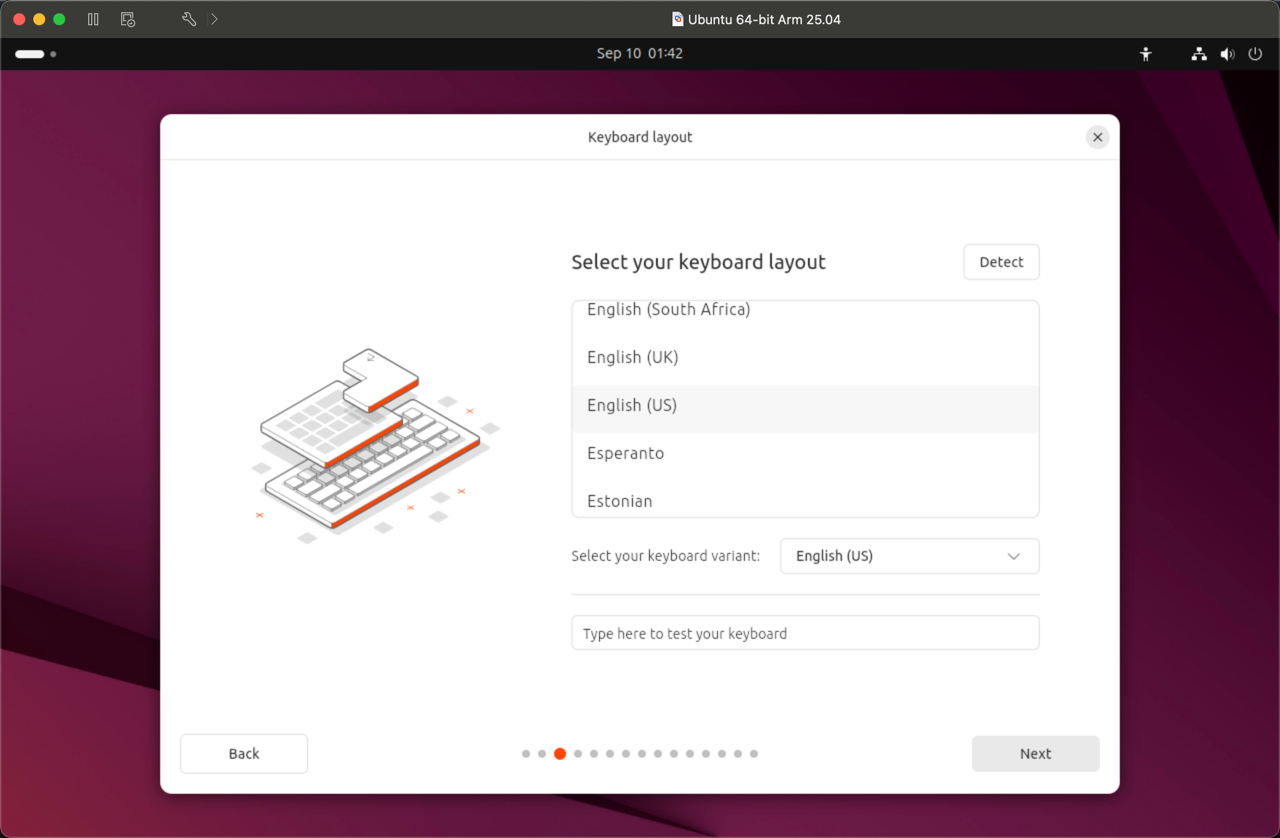 Ubuntu 64-bit Arm 25.04
Sep 10 01:42
Keyboard layout
Select your keyboard layout
Detect
English (South Africa)
English (UK)
English (US)
Esperanto
Estonian
Select your keyboard variant:
English (US)
Type here to test your keyboard
Back
Next